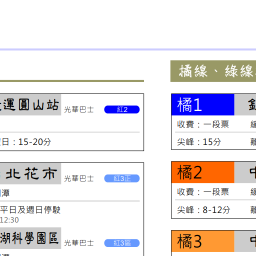 運圓山站 光華巴士 紅2
日：15-20分
北花市 光華巴士 紅3正
潭
平日及週日停駛
12:30
湖科學園區 光華巴士 紅3區
橘線、綠線
橘1
收費：一段票
尖峰：15分
橘2
收費：一段票
尖峰：8-12分
橘3